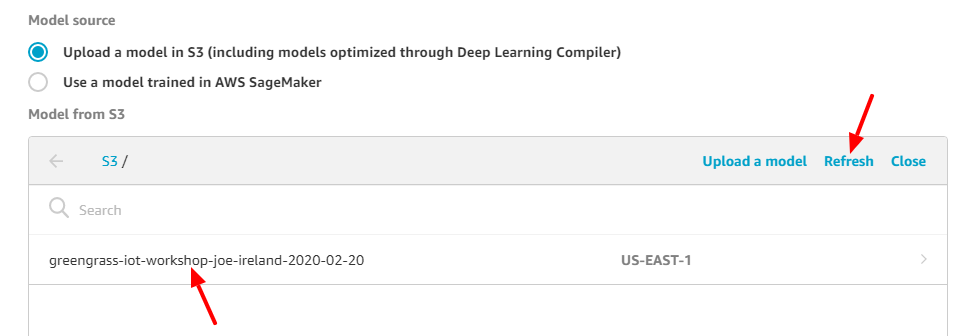 Model source
Upload a model in S3 (including models optimized through Deep Learning Compiler)
Use a model trained in AWS SageMaker
Model from S3
S3 / Upload a model Refresh Close
Search
greengrass-iot-workshop-joe-ireland-2020-02-20 US-EAST-1